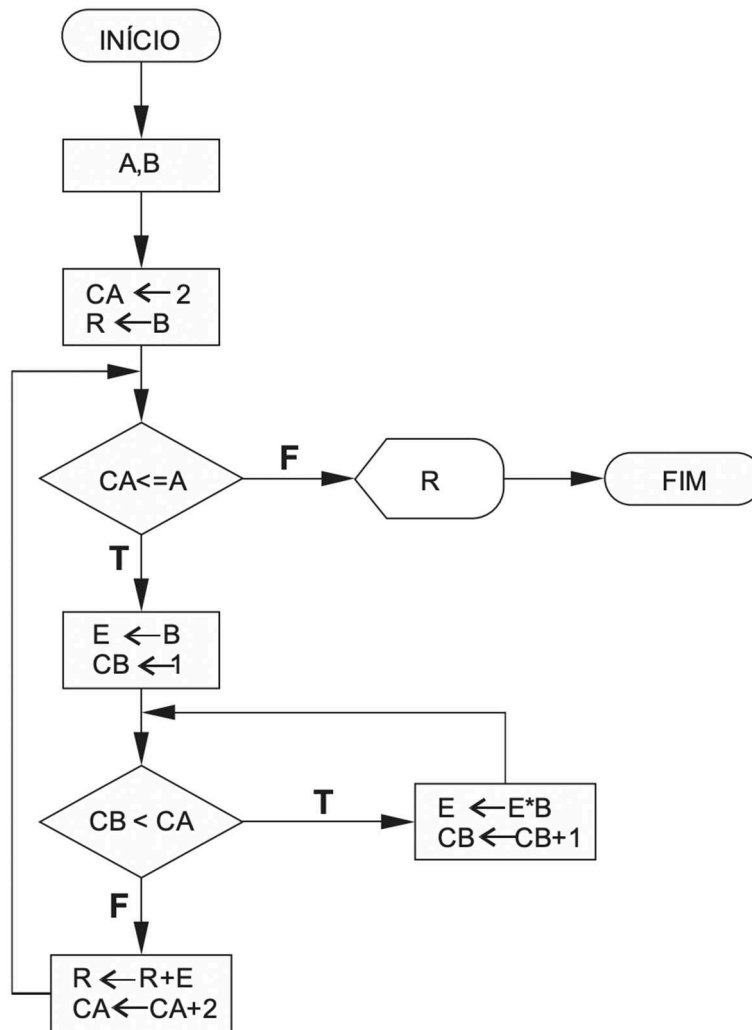 INÍCIO
A,B
CA ← 2
R ← B
CA<=A
F
R
FIM
T
E ← B
CB ← 1
CB < CA
T
E ← E*B
CB ← CB+1
F
R ← R+E
CA ← CA+2